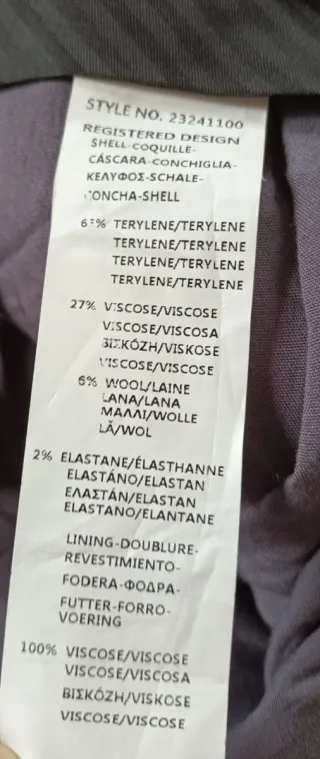 STYLE NO. 23241100
REGISTERED DESIGN
SHELL-COQUILLE-
CÁSCARA-CONCHIGLIA-
ΚΕΛΥΦΟΣ-SCHALE-
CONCHA-SHELL
TERYLENE/TERYLENE
TERYLENE/TERYLENE
TERYLENE/TERYLENE
TERYLENE/TERYLENE
27% VISCOSE/VISCOSE
VISCOSE/VISCOSA
ΒΙΣΚΌΖΗ/VISKOSE
VISCOSE/VISCOSE
6% WOOL/LAINE
LANA/LANA
ΜΑΛΛΙ/WOLLE
LÃ/WOL
2% ELASTANE/ÉLASTHANNE
ELASTÁNO/ELASTAN
ΕΛΑΣΤΆΝ/ELASTAN
ELASTANO/ELANTANE
LINING-DOUBLURE-
REVESTIMIENTO-
FODERA-ΦΟΔΡΑ-
FUTTER-FORRO-
VOERING
100% VISCOSE/VISCOSE
VISCOSE/VISCOSA
ΒΙΣΚΌΖΗ/VISKOSE
VISCOSE/VISCOSE